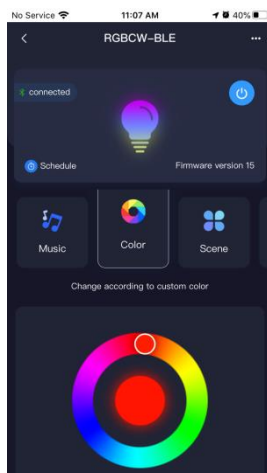 No Service 11:07 AM 40%
RGBCW-BLE
connected
Schedule Firmware version 15
Music Color Scene
Change according to custom color